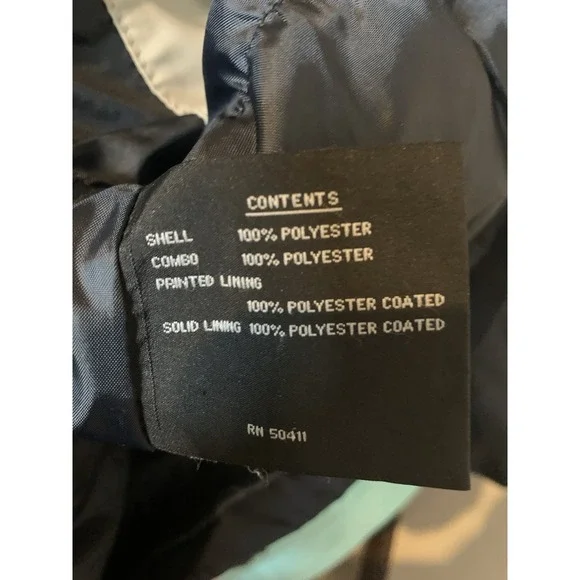 CONTENTS
SHELL 100% POLYESTER
COMBO 100% POLYESTER
PRINTED LINING
100% POLYESTER COATED
SOLID LINING 100% POLYESTER COATED
RN 50411